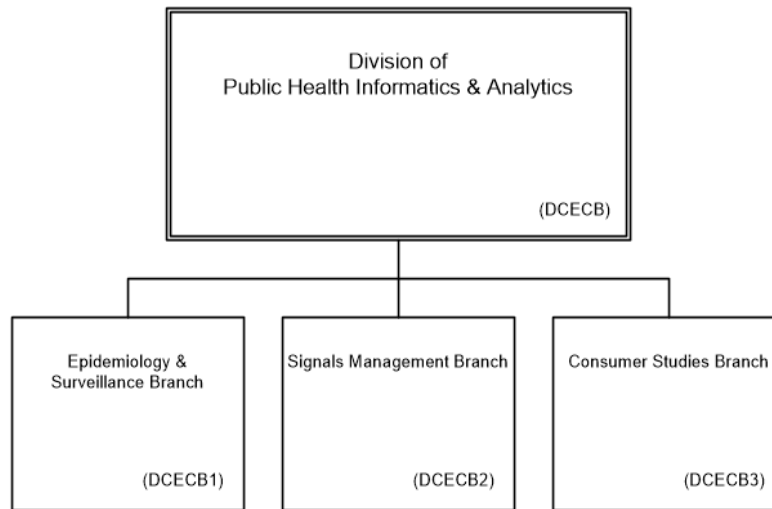 Division of
Public Health Informatics & Analytics
(DCECB)
Epidemiology &
Surveillance Branch
(DCECB1)
Signals Management Branch
(DCECB2)
Consumer Studies Branch
(DCECB3)